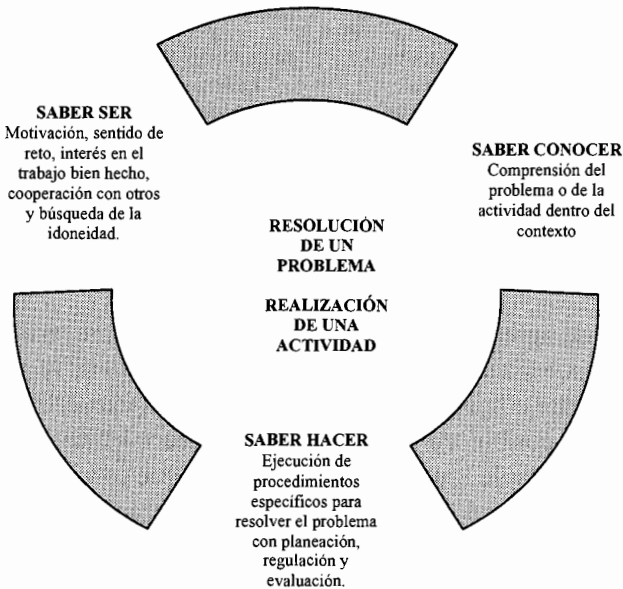 SABER SER
Motivación, sentido de
reto, interés en el
trabajo bien hecho,
cooperación con otros
y búsqueda de la
idoneidad.
SABER CONOCER
Comprensión del
problema o de la
actividad dentro del
contexto
RESOLUCIÓN
DE UN
PROBLEMA
REALIZACIÓN
DE UNA
ACTIVIDAD
SABER HACER
Ejecución de
procedimientos
específicos para
resolver el problema
con planeación,
regulación y
evaluación.